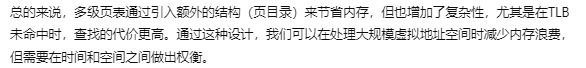 总的来说，多级页表通过引入额外的结构（页目录）来节省内存，但也增加了复杂性，尤其是在TLB
未命中时，查找的代价更高。通过这种设计，我们可以在处理大规模虚拟地址空间时减少内存浪费，
但需要在时间和空间之间做出权衡。